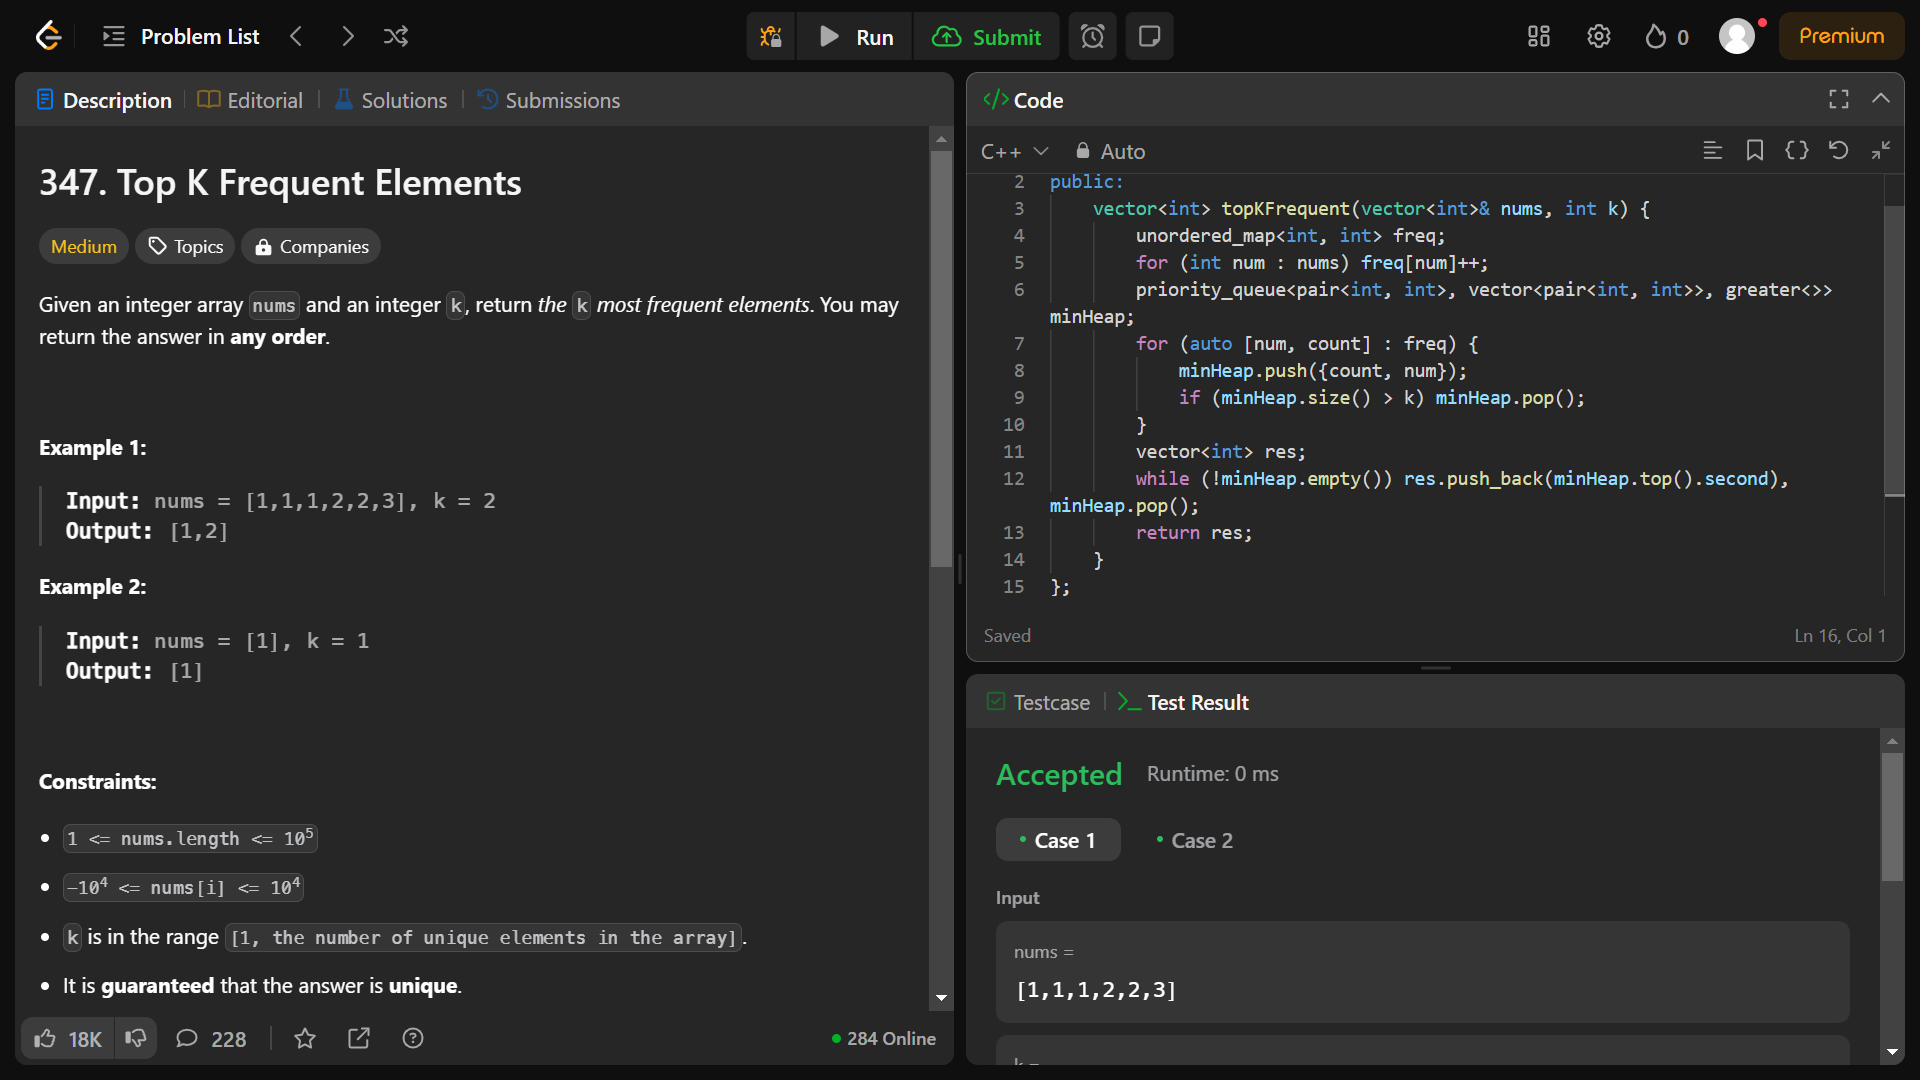 Problem List
Run
Submit
0
Premium
Description
Editorial
Solutions
Submissions
347. Top K Frequent Elements
Medium
Topics
Companies
Given an integer array nums and an integer k, return the k most frequent elements. You may
return the answer in any order.
Example 1:
Input: nums = [1,1,1,2,2,3], k = 2
Output: [1,2]
Example 2:
Input: nums = [1], k = 1
Output: [1]
Constraints:
• 1 <= nums.length <= 10⁵
• -10⁴ <= nums[i] <= 10⁴
• k is in the range [1, the number of unique elements in the array].
• It is guaranteed that the answer is unique.
18K
228
284 Online
</> Code
C++
Auto
2 public:
3 vector<int> topKFrequent(vector<int>& nums, int k) {
4 unordered_map<int, int> freq;
5 for (int num : nums) freq[num]++;
6 priority_queue<pair<int, int>, vector<pair<int, int>>, greater<>>
minHeap;
7 for (auto [num, count] : freq) {
8 minHeap.push({count, num});
9 if (minHeap.size() > k) minHeap.pop();
10 }
11 vector<int> res;
12 while (!minHeap.empty()) res.push_back(minHeap.top().second),
minHeap.pop();
13 return res;
14 }
15 };
Saved
Ln 16, Col 1
Testcase
Test Result
Accepted
Runtime: 0 ms
• Case 1
• Case 2
Input
nums =
[1,1,1,2,2,3]